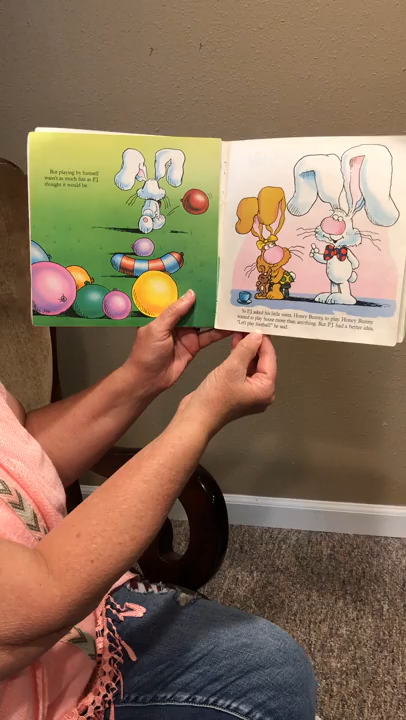 But playing by himself
wasn't as much fun as P.J.
thought it would be.
So P.J. asked his little sister, Honey Bunny, to play. Honey Bunny
wanted to play house more than anything. But P.J. had a better idea.
"Let's play football!" he said.